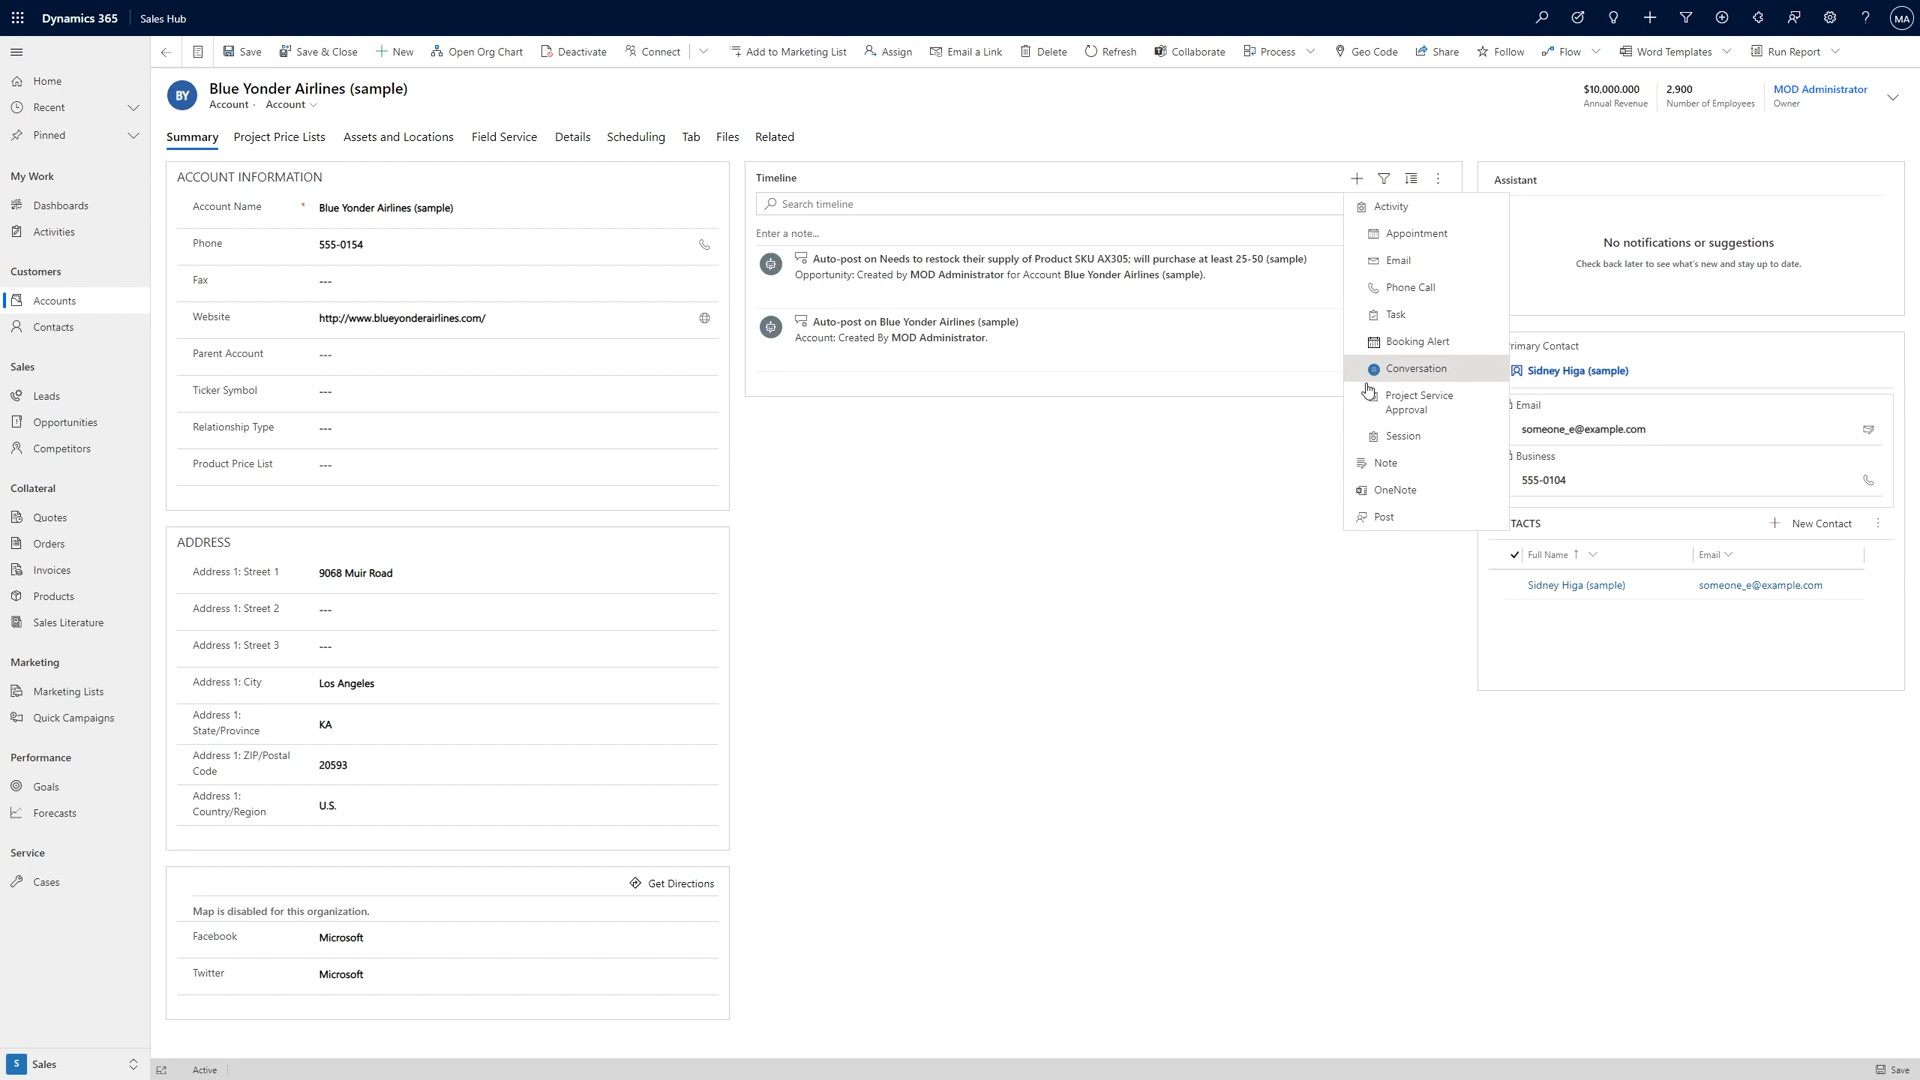 Dynamics 365
Sales Hub
MA
Save
Save & Close
New
Open Org Chart
Deactivate
Connect
Add to Marketing List
Assign
Email a Link
Delete
Refresh
Collaborate
Process
Geo Code
Share
Follow
Flow
Word Templates
Run Report
Home
Recent
Pinned
My Work
Dashboards
Activities
Customers
Accounts
Contacts
Sales
Leads
Opportunities
Competitors
Collateral
Quotes
Orders
Invoices
Products
Sales Literature
Marketing
Marketing Lists
Quick Campaigns
Performance
Goals
Forecasts
Service
Cases
S
Sales
BY
Blue Yonder Airlines (sample)
Account · Account
$10,000.000
Annual Revenue
2,900
Number of Employees
MOD Administrator
Owner
Summary
Project Price Lists
Assets and Locations
Field Service
Details
Scheduling
Tab
Files
Related
ACCOUNT INFORMATION
Account Name * Blue Yonder Airlines (sample)
Phone 555-0154
Fax ---
Website http://www.blueyonderairlines.com/
Parent Account ---
Ticker Symbol ---
Relationship Type ---
Product Price List ---
ADDRESS
Address 1: Street 1 9068 Muir Road
Address 1: Street 2 ---
Address 1: Street 3 ---
Address 1: City Los Angeles
Address 1:
State/Province
KA
Address 1: ZIP/Postal
Code
20593
Address 1:
Country/Region
U.S.
Get Directions
Map is disabled for this organization.
Facebook Microsoft
Twitter Microsoft
Timeline
Search timeline
Enter a note...
Auto-post on Needs to restock their supply of Product SKU AX305; will purchase at least 25-50 (sample)
Opportunity: Created by MOD Administrator for Account Blue Yonder Airlines (sample).
Auto-post on Blue Yonder Airlines (sample)
Account: Created By MOD Administrator.
Activity
Appointment
Email
Phone Call
Task
Booking Alert
Conversation
Project Service
Approval
Session
Note
OneNote
Post
Assistant
No notifications or suggestions
Check back later to see what's new and stay up to date.
rimary Contact
Sidney Higa (sample)
Email
someone_e@example.com
Business
555-0104
TACTS
New Contact
Full Name
Email
Sidney Higa (sample)
someone_e@example.com
Active
Save